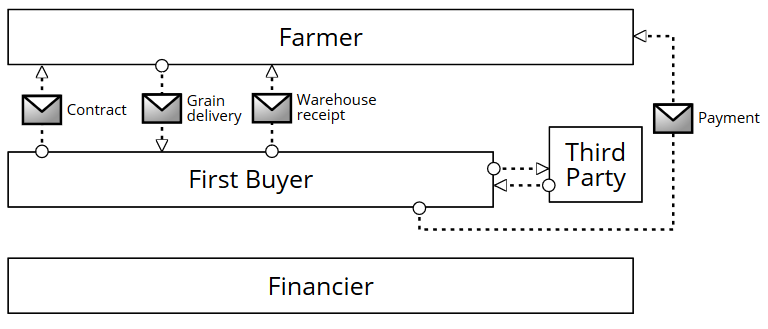 Farmer
Contract
Grain
delivery
Warehouse
receipt
Payment
Third
Party
First Buyer
Financier